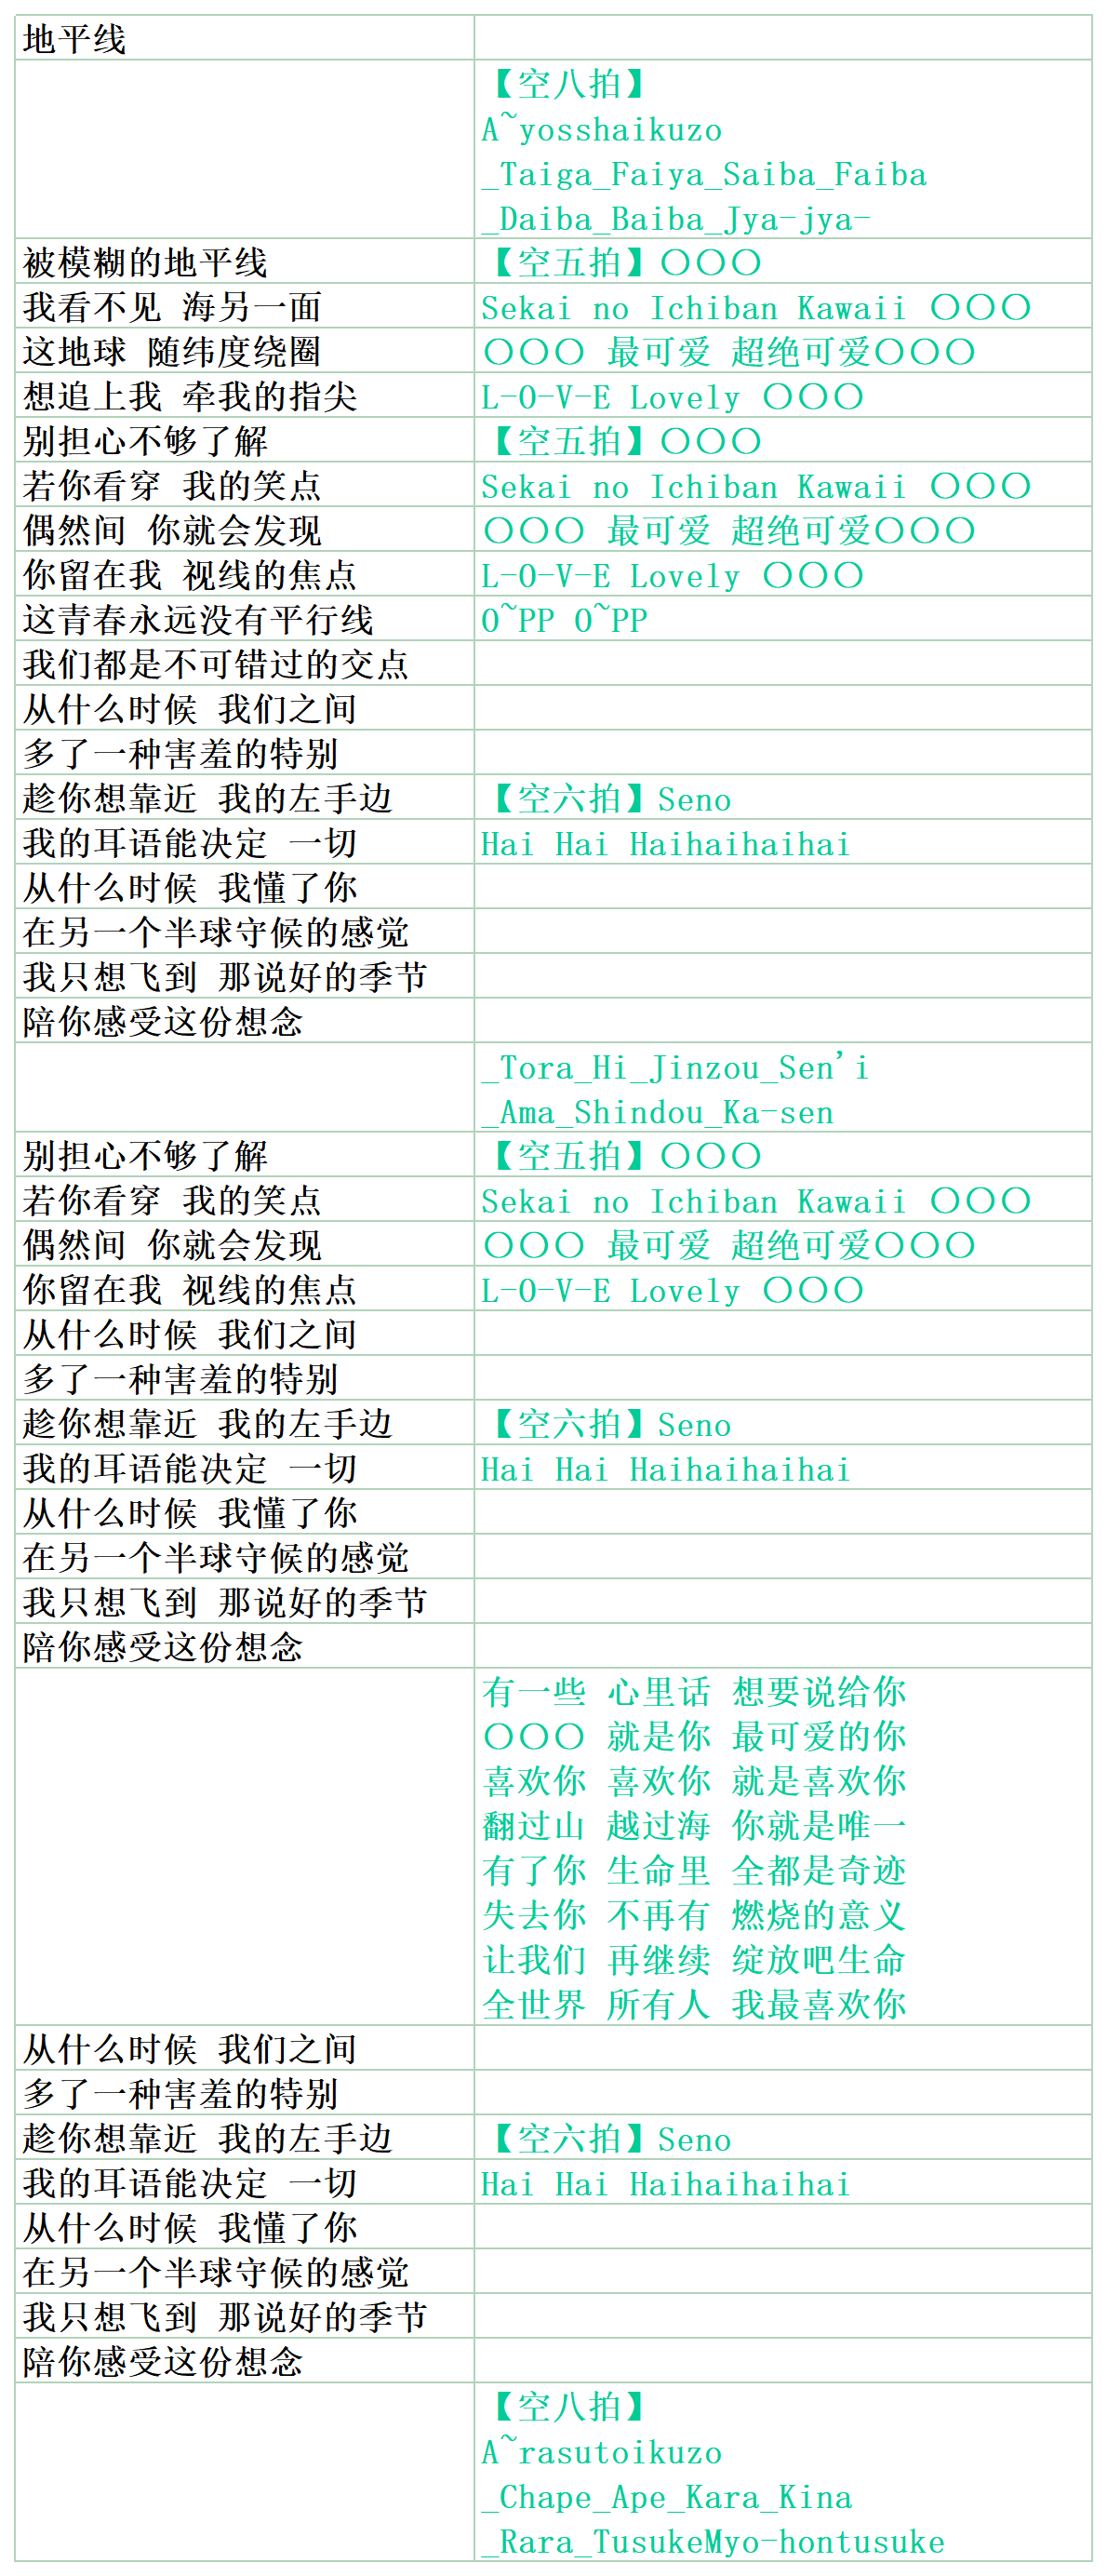 地平线
【空八拍】
A~yosshaikuzo
_Taiga_Faiya_Saiba_Faiba
_Daiba_Baiba_Jya-jya-
被模糊的地平线 【空五拍】〇〇〇
我看不见 海另一面 Sekai no Ichiban Kawaii 〇〇〇
这地球 随纬度绕圈 〇〇〇 最可爱 超绝可爱〇〇〇
想追上我 牵我的指尖 L-O-V-E Lovely 〇〇〇
别担心不够了解 【空五拍】〇〇〇
若你看穿 我的笑点 Sekai no Ichiban Kawaii 〇〇〇
偶然间 你就会发现 〇〇〇 最可爱 超绝可爱〇〇〇
你留在我 视线的焦点 L-O-V-E Lovely 〇〇〇
这青春永远没有平行线 O~PP O~PP
我们都是不可错过的交点
从什么时候 我们之间
多了一种害羞的特别
趁你想靠近 我的左手边 【空六拍】Seno
我的耳语能决定 一切 Hai Hai Haihaihaihai
从什么时候 我懂了你
在另一个半球守候的感觉
我只想飞到 那说好的季节
陪你感受这份想念
_Tora_Hi_Jinzou_Sen'i
_Ama_Shindou_Ka-sen
别担心不够了解 【空五拍】〇〇〇
若你看穿 我的笑点 Sekai no Ichiban Kawaii 〇〇〇
偶然间 你就会发现 〇〇〇 最可爱 超绝可爱〇〇〇
你留在我 视线的焦点 L-O-V-E Lovely 〇〇〇
从什么时候 我们之间
多了一种害羞的特别
趁你想靠近 我的左手边 【空六拍】Seno
我的耳语能决定 一切 Hai Hai Haihaihaihai
从什么时候 我懂了你
在另一个半球守候的感觉
我只想飞到 那说好的季节
陪你感受这份想念
有一些 心里话 想要说给你
〇〇〇 就是你 最可爱的你
喜欢你 喜欢你 就是喜欢你
翻过山 越过海 你就是唯一
有了你 生命里 全都是奇迹
失去你 不再有 燃烧的意义
让我们 再继续 绽放吧生命
全世界 所有人 我最喜欢你
从什么时候 我们之间
多了一种害羞的特别
趁你想靠近 我的左手边 【空六拍】Seno
我的耳语能决定 一切 Hai Hai Haihaihaihai
从什么时候 我懂了你
在另一个半球守候的感觉
我只想飞到 那说好的季节
陪你感受这份想念
【空八拍】
A~rasutoikuzo
_Chape_Ape_Kara_Kina
_Rara_TusukeMyo-hontusuke